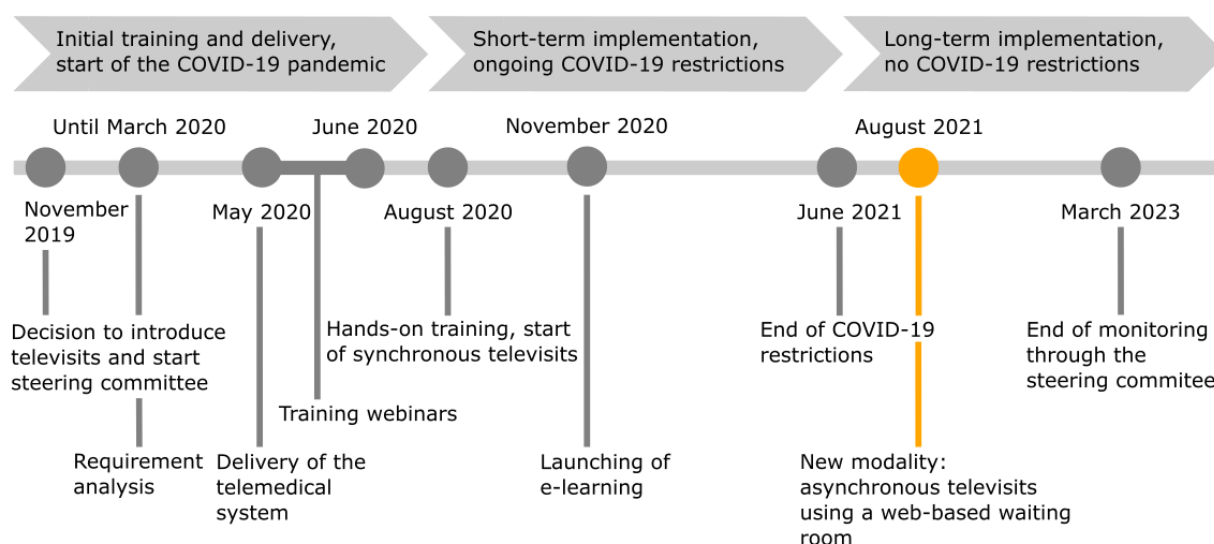 Initial training and delivery,
start of the COVID-19 pandemic
Short-term implementation,
ongoing COVID-19 restrictions
Long-term implementation,
no COVID-19 restrictions
Until March 2020
June 2020
November 2020
August 2021
November
2019
May 2020
August 2020
June 2021
March 2023
Decision to introduce
televisits and start
steering committee
Hands-on training, start
of synchronous televisits
End of COVID-19
restrictions
End of monitoring
through the
steering commitee
Training webinars
Requirement
analysis
Delivery of the
telemedical
system
Launching of
e-learning
New modality:
asynchronous televisits
using a web-based waiting
room